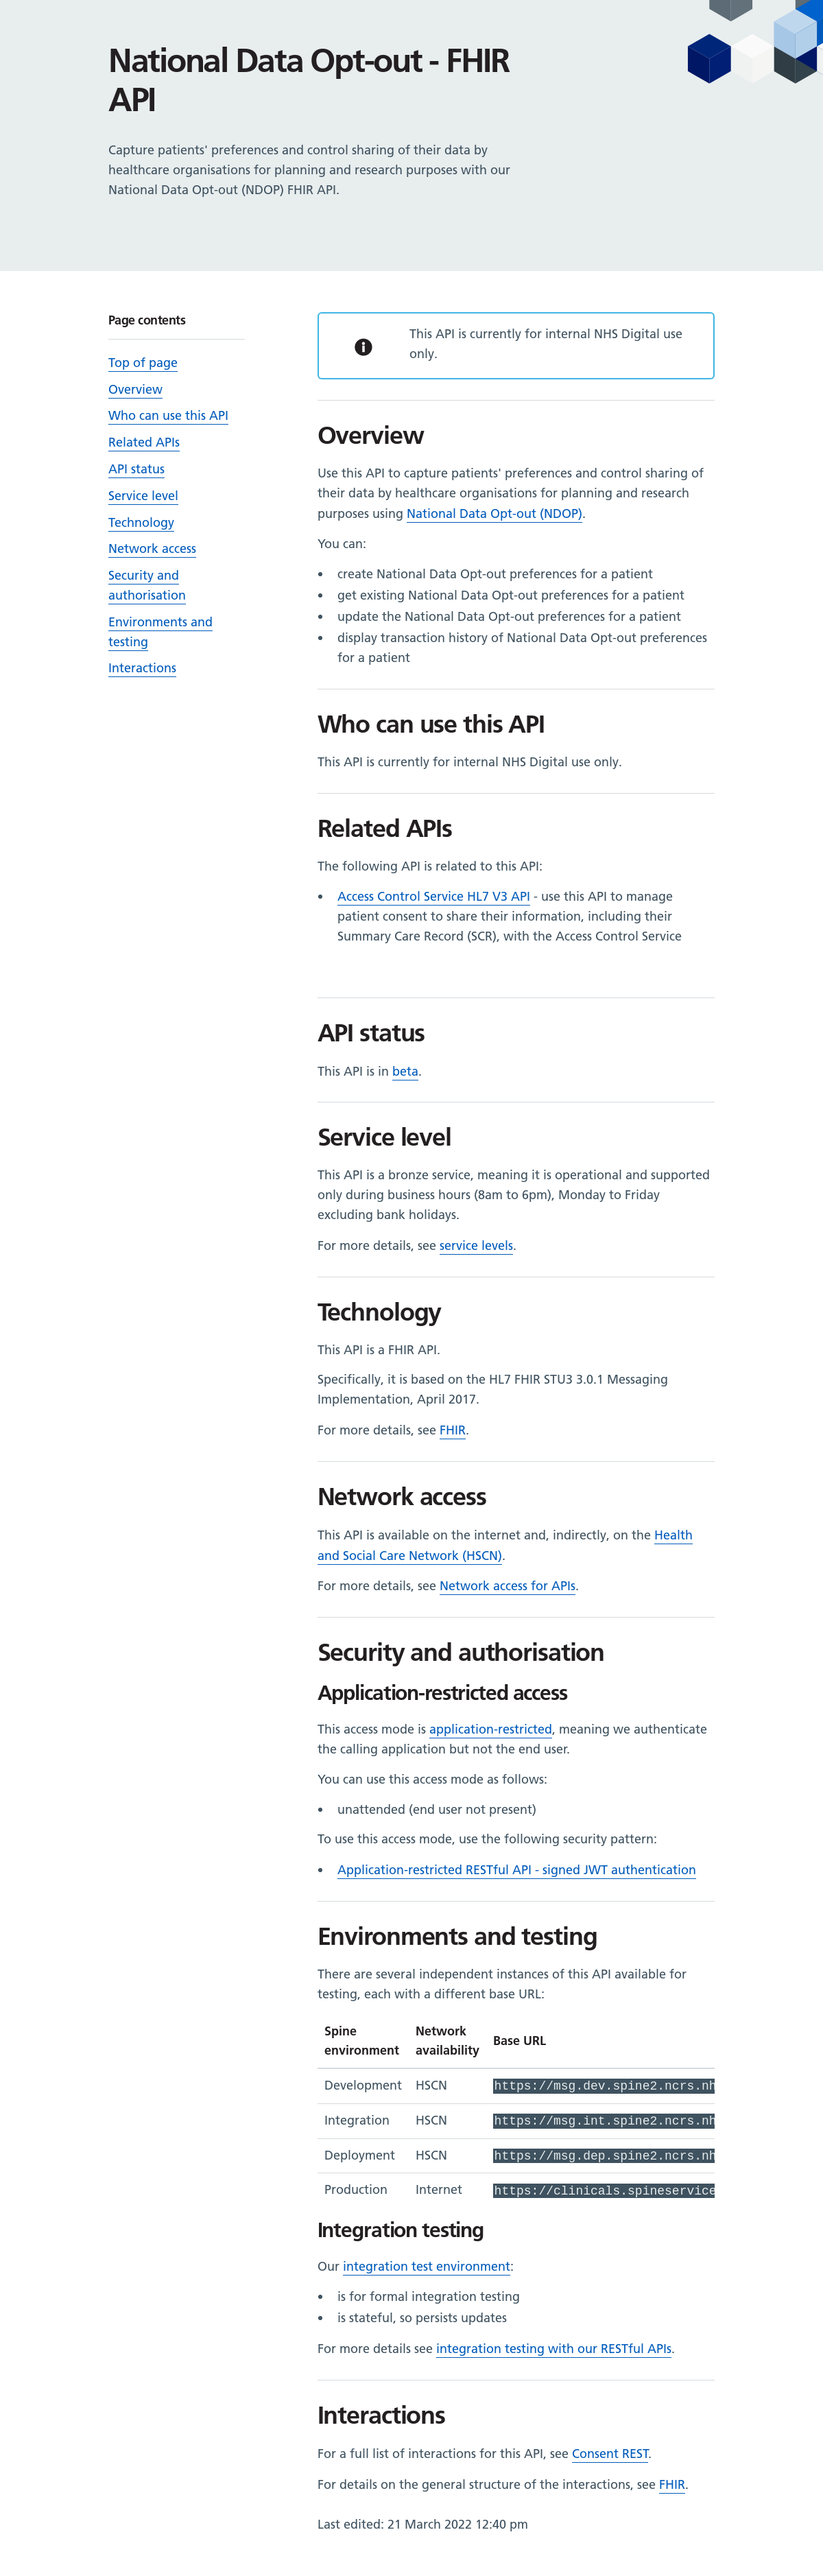 National Data Opt-out - FHIR
API
Capture patients' preferences and control sharing of their data by
healthcare organisations for planning and research purposes with our
National Data Opt-out (NDOP) FHIR API.
Page contents
Top of page
Overview
Who can use this API
Related APIs
API status
Service level
Technology
Network access
Security and
authorisation
Environments and
testing
Interactions
This API is currently for internal NHS Digital use
only.
Overview
Use this API to capture patients' preferences and control sharing of
their data by healthcare organisations for planning and research
purposes using National Data Opt-out (NDOP).
You can:
• create National Data Opt-out preferences for a patient
• get existing National Data Opt-out preferences for a patient
• update the National Data Opt-out preferences for a patient
• display transaction history of National Data Opt-out preferences
for a patient
Who can use this API
This API is currently for internal NHS Digital use only.
Related APIs
The following API is related to this API:
• Access Control Service HL7 V3 API - use this API to manage
patient consent to share their information, including their
Summary Care Record (SCR), with the Access Control Service
API status
This API is in beta.
Service level
This API is a bronze service, meaning it is operational and supported
only during business hours (8am to 6pm), Monday to Friday
excluding bank holidays.
For more details, see service levels.
Technology
This API is a FHIR API.
Specifically, it is based on the HL7 FHIR STU3 3.0.1 Messaging
Implementation, April 2017.
For more details, see FHIR.
Network access
This API is available on the internet and, indirectly, on the Health
and Social Care Network (HSCN).
For more details, see Network access for APIs.
Security and authorisation
Application-restricted access
This access mode is application-restricted, meaning we authenticate
the calling application but not the end user.
You can use this access mode as follows:
• unattended (end user not present)
To use this access mode, use the following security pattern:
• Application-restricted RESTful API - signed JWT authentication
Environments and testing
There are several independent instances of this API available for
testing, each with a different base URL:
Spine environment Network availability Base URL
Development HSCN https://msg.dev.spine2.ncrs.nh
Integration HSCN https://msg.int.spine2.ncrs.nh
Deployment HSCN https://msg.dep.spine2.ncrs.nh
Production Internet https://clinicals.spineservice
Integration testing
Our integration test environment:
• is for formal integration testing
• is stateful, so persists updates
For more details see integration testing with our RESTful APIs.
Interactions
For a full list of interactions for this API, see Consent REST.
For details on the general structure of the interactions, see FHIR.
Last edited: 21 March 2022 12:40 pm